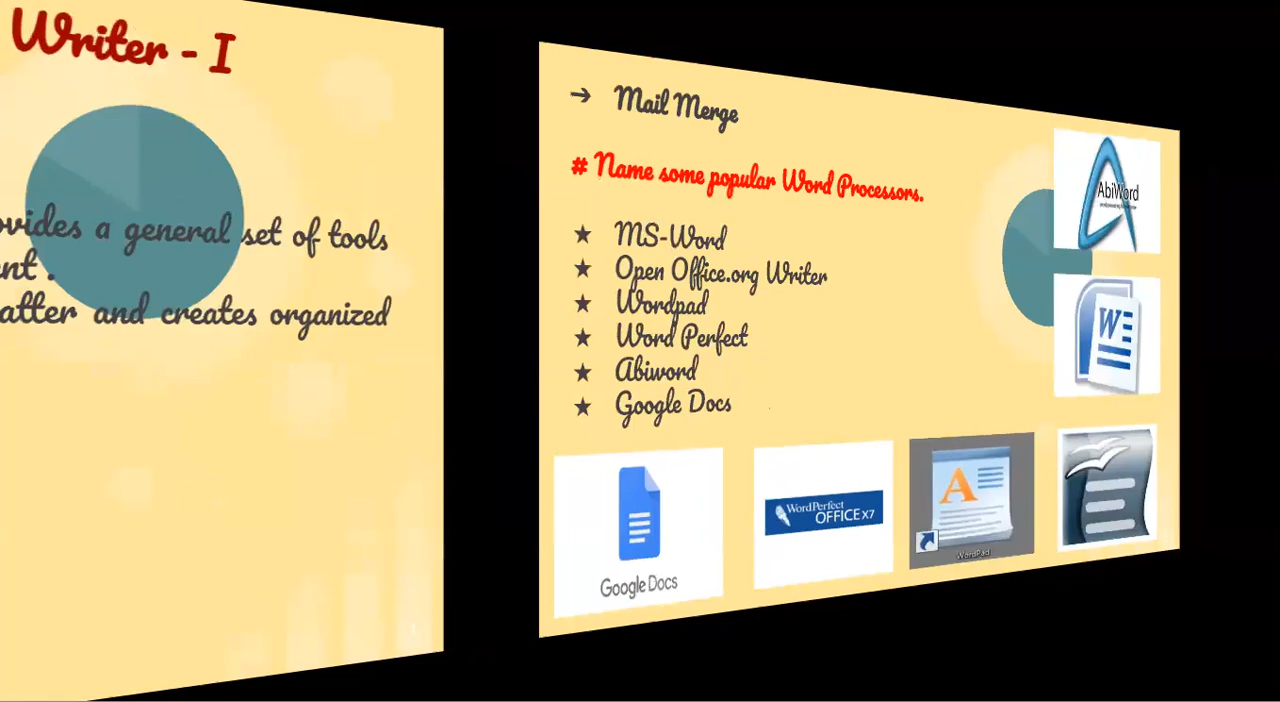 Writer - I
ovides a general set of tools
nt .
atter and creates organized
→ Mail Merge
# Name some popular Word Processors.
★ MS-Word
★ Open Office.org Writer
★ Wordpad
★ Word Perfect
★ Abiword
★ Google Docs
AbiWord
W
Google Docs
WordPerfect
OFFICE X7
A
WordPad